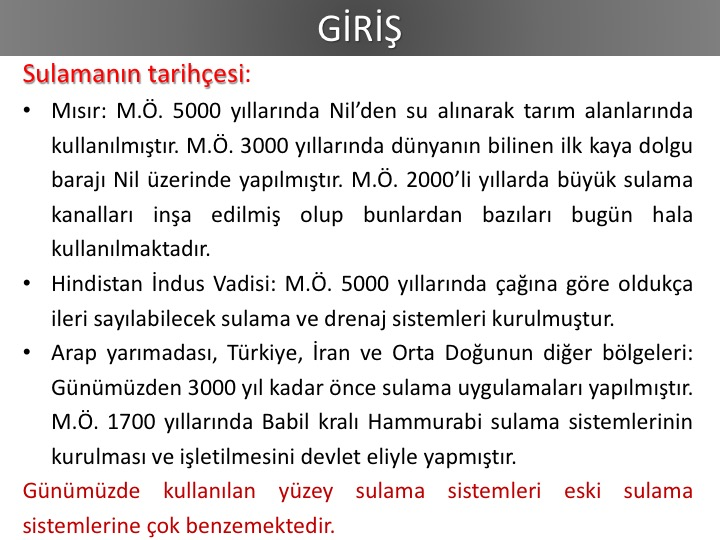 GİRİŞ
Sulamanın tarihçesi:
• Mısır: M.Ö. 5000 yıllarında Nil’den su alınarak tarım alanlarında
kullanılmıştır. M.Ö. 3000 yıllarında dünyanın bilinen ilk kaya dolgu
barajı Nil üzerinde yapılmıştır. M.Ö. 2000’li yıllarda büyük sulama
kanalları inşa edilmiş olup bunlardan bazıları bugün hala
kullanılmaktadır.
• Hindistan İndus Vadisi: M.Ö. 5000 yıllarında çağına göre oldukça
ileri sayılabilecek sulama ve drenaj sistemleri kurulmuştur.
• Arap yarımadası, Türkiye, İran ve Orta Doğunun diğer bölgeleri:
Günümüzden 3000 yıl kadar önce sulama uygulamaları yapılmıştır.
M.Ö. 1700 yıllarında Babil kralı Hammurabi sulama sistemlerinin
kurulması ve işletilmesini devlet eliyle yapmıştır.
Günümüzde kullanılan yüzey sulama sistemleri eski sulama
sistemlerine çok benzemektedir.